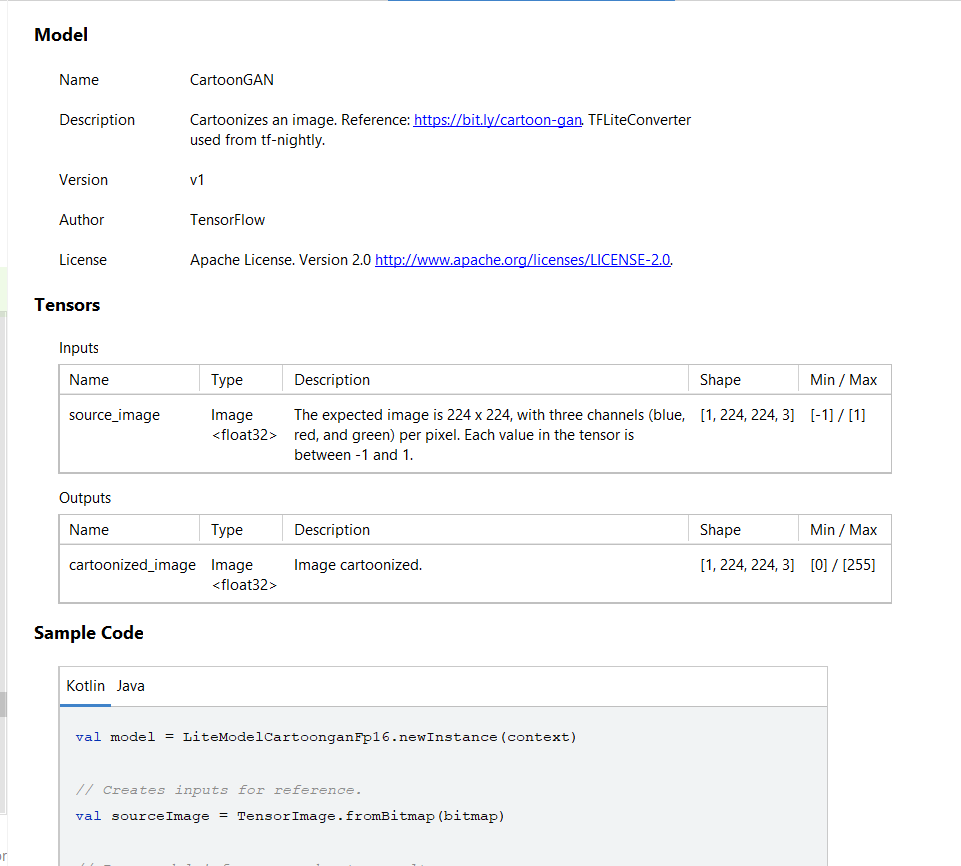 Model
Name CartoonGAN
Description Cartoonizes an image. Reference: https://bit.ly/cartoon-gan. TFLiteConverter
used from tf-nightly.
Version v1
Author TensorFlow
License Apache License. Version 2.0 http://www.apache.org/licenses/LICENSE-2.0.
Tensors
Inputs
Name Type Description Shape Min / Max
source_image Image The expected image is 224 x 224, with three channels (blue, [1, 224, 224, 3] [-1] / [1]
<float32> red, and green) per pixel. Each value in the tensor is
between -1 and 1.
Outputs
Name Type Description Shape Min / Max
cartoonized_image Image Image cartoonized. [1, 224, 224, 3] [0] / [255]
<float32>
Sample Code
Kotlin Java
val model = LiteModelCartoonganFp16.newInstance(context)
// Creates inputs for reference.
val sourceImage = TensorImage.fromBitmap(bitmap)